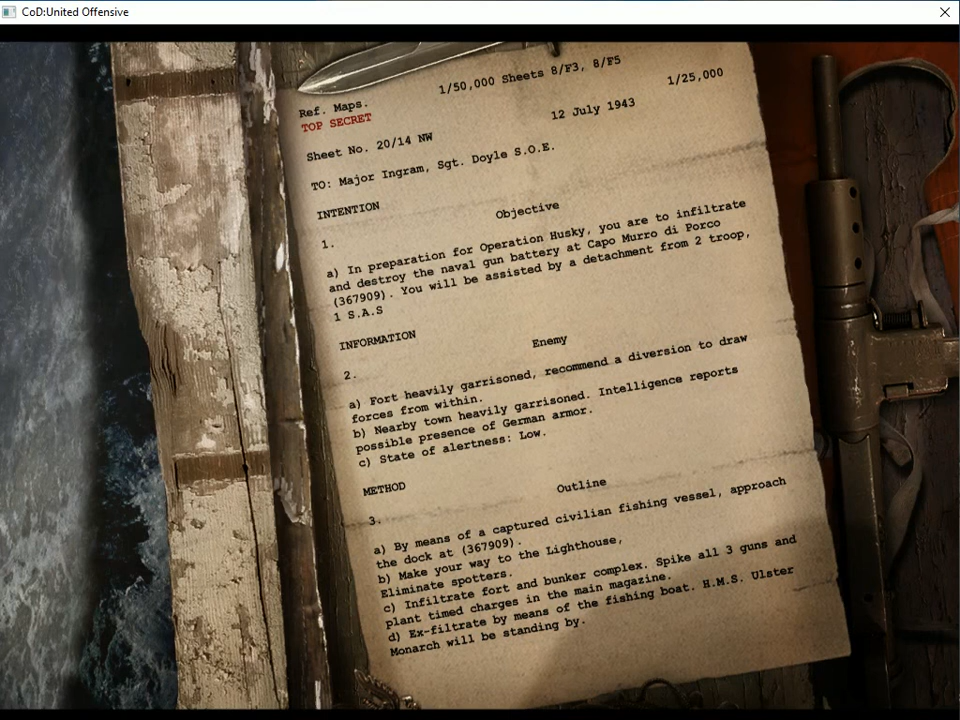 CoD:United Offensive
Ref. Maps. 1/50,000 Sheets 8/F3, 8/F5
TOP SECRET 1/25,000
Sheet No. 20/14 NW 12 July 1943
TO: Major Ingram, Sgt. Doyle S.O.E.
INTENTION
Objective
1.
a) In preparation for Operation Husky, you are to infiltrate
and destroy the naval gun battery at Capo Murro di Porco
(367909). You will be assisted by a detachment from 2 troop,
1 S.A.S
INFORMATION
Enemy
2.
a) Fort heavily garrisoned, recommend a diversion to draw
forces from within.
b) Nearby town heavily garrisoned. Intelligence reports
possible presence of German armor.
c) State of alertness: Low.
METHOD
Outline
3.
a) By means of a captured civilian fishing vessel, approach
the dock at (367909).
b) Make your way to the Lighthouse,
Eliminate spotters.
c) Infiltrate fort and bunker complex. Spike all 3 guns and
plant timed charges in the main magazine.
d) Ex-filtrate by means of the fishing boat. H.M.S. Ulster
Monarch will be standing by.